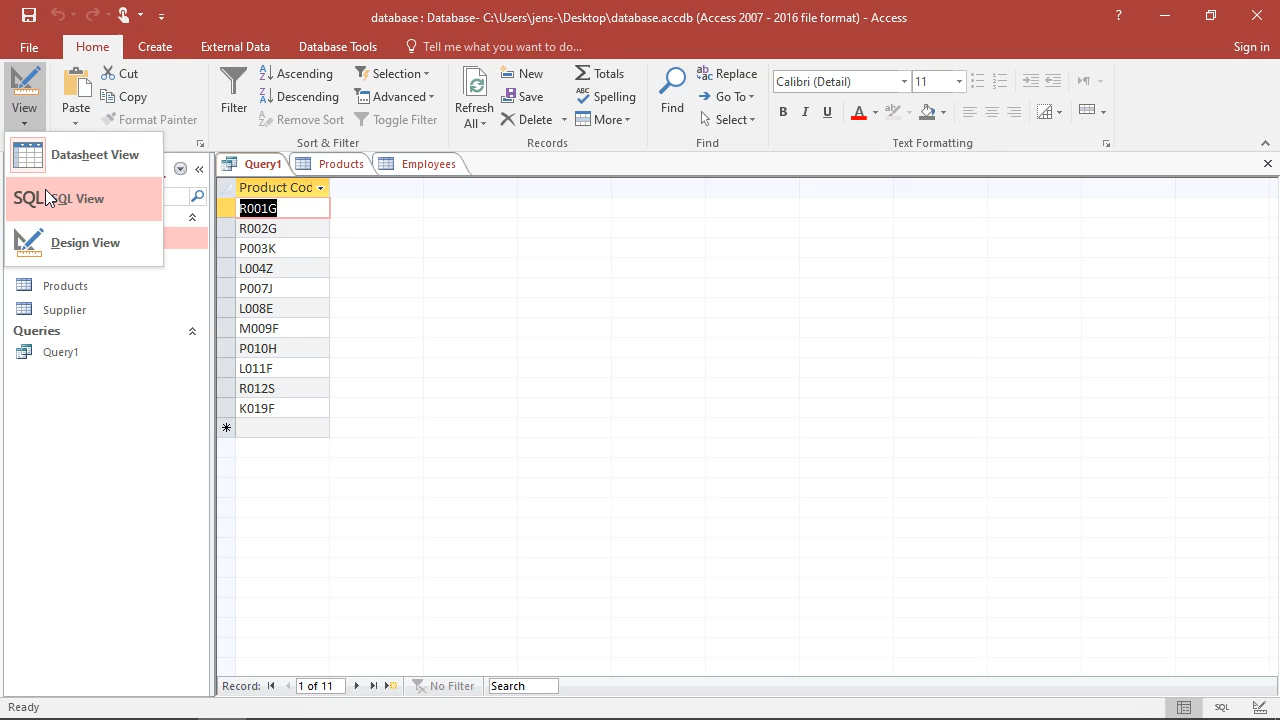 database : Database- C:\Users\jens-\Desktop\database.accdb (Access 2007 - 2016 file format) - Access
?
File Home Create External Data Database Tools Tell me what you want to do... Sign in
View
Paste
Cut
Copy
Format Painter
Filter
Ascending
Descending
Remove Sort
Selection
Advanced
Toggle Filter
Sort & Filter
Refresh All
New
Save
Delete
Totals
Spelling
More
Records
Find
Replace
Go To
Select
Find
Calibri (Detail) 11
B I U A
Text Formatting
Datasheet View
SQL SQL View
Design View
Products
Supplier
Queries
Query1
Query1 Products Employees
Product Coc
R001G
R002G
P003K
L004Z
P007J
L008E
M009F
P010H
L011F
R012S
K019F
Record: 1 of 11 No Filter Search
Ready SQL